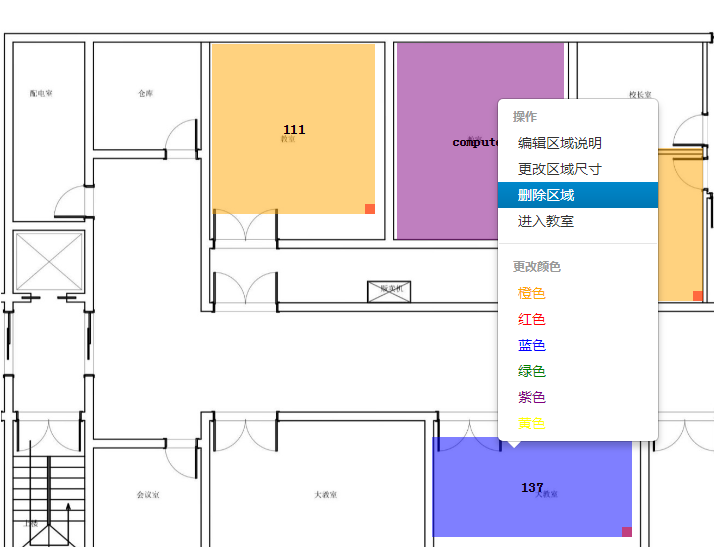 配电室
仓库
校长室
111
教室
compute
操作
编辑区域说明
更改区域尺寸
删除区域
进入教室
更改颜色
橙色
红色
蓝色
绿色
紫色
黄色
会议室
大教室
137
大教室
上楼